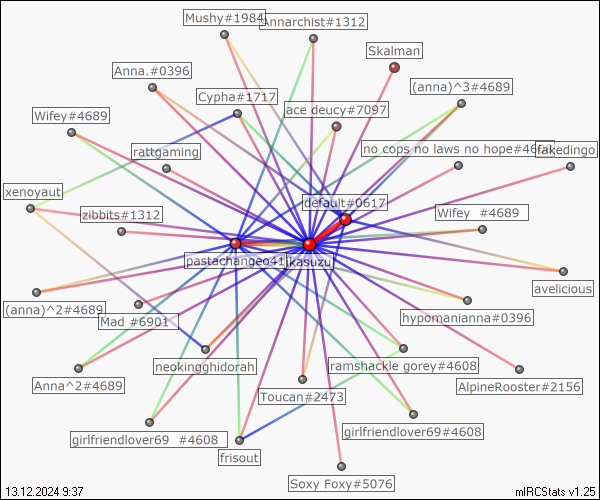 Mushy#1984
Annarchist#1312
Skalman
Anna.#0396
(anna)^3#4689
Cypha#1717
ace deucy#7097
Wifey#4689
rattgaming
no cops no laws no hope#46
fakedingo
xenoyaut
default#0617
zibbits#1312
Wifey #4689
pastachangeo41
kasuzu
avelicious
(anna)^2#4689
Mad #6901
hypomanianna#0396
neokingghidorah
ramshackle gorey#4608
Anna^2#4689
AlpineRooster#2156
Toucan#2473
girlfriendlover69 #4608
girlfriendlover69#4608
frisout
Soxy Foxy#5076
13.12.2024 9:37
mIRCStats v1.25